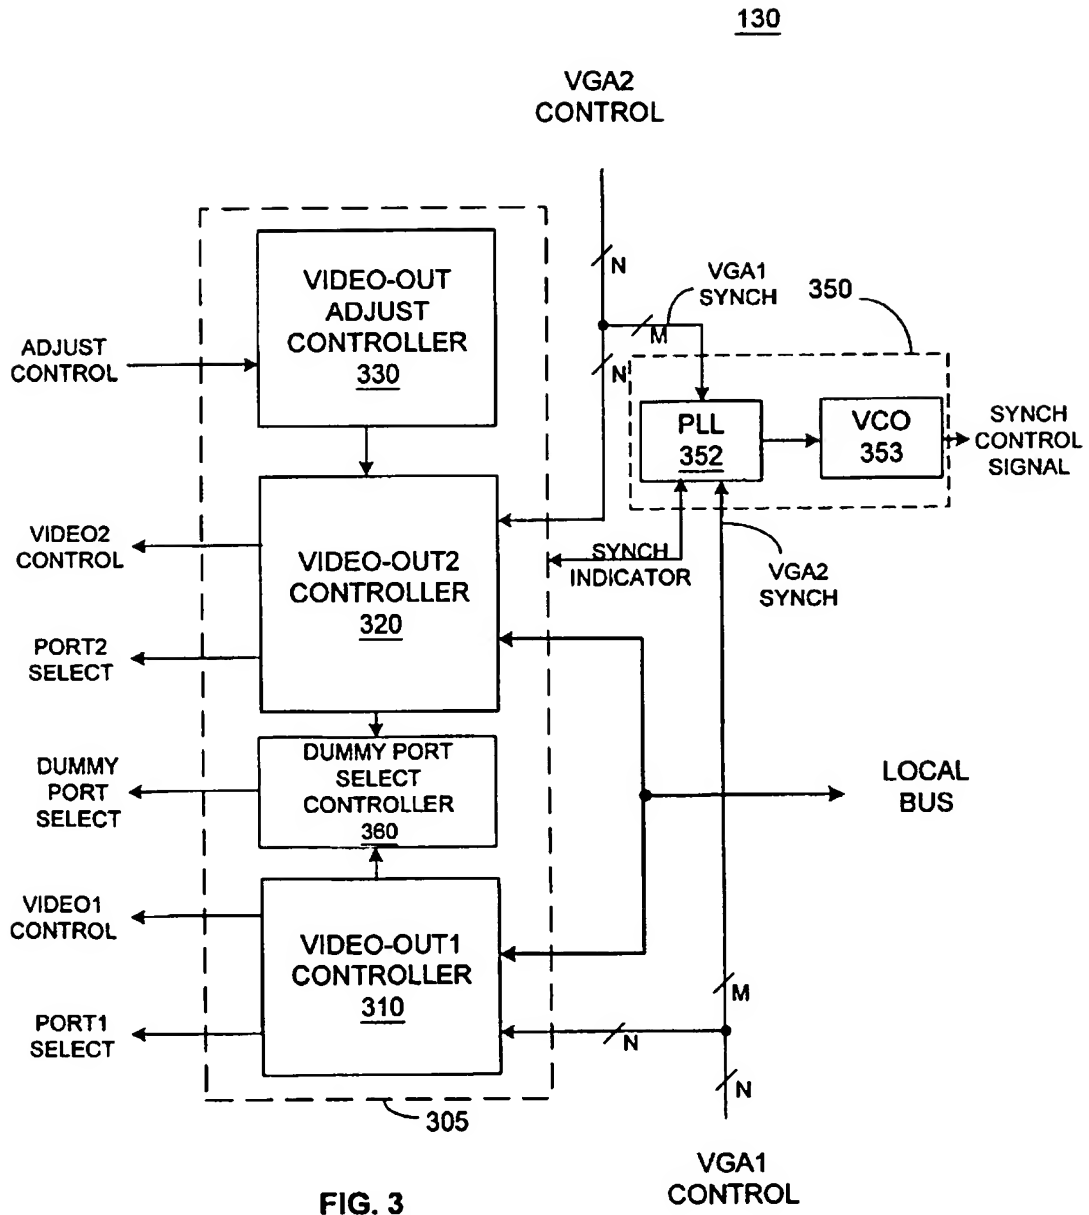 130
VGA2
CONTROL
N
VGA1
SYNCH
350
M
N
VIDEO-OUT
ADJUST
CONTROLLER
330
ADJUST
CONTROL
PLL
352
VCO
353
SYNCH
CONTROL
SIGNAL
VIDEO2
CONTROL
VIDEO-OUT2
CONTROLLER
320
SYNCH
INDICATOR
VGA2
SYNCH
PORT2
SELECT
DUMMY
PORT
SELECT
DUMMY PORT
SELECT
CONTROLLER
360
LOCAL
BUS
VIDEO1
CONTROL
VIDEO-OUT1
CONTROLLER
310
M
PORT1
SELECT
N
N
305
VGA1
CONTROL
FIG. 3